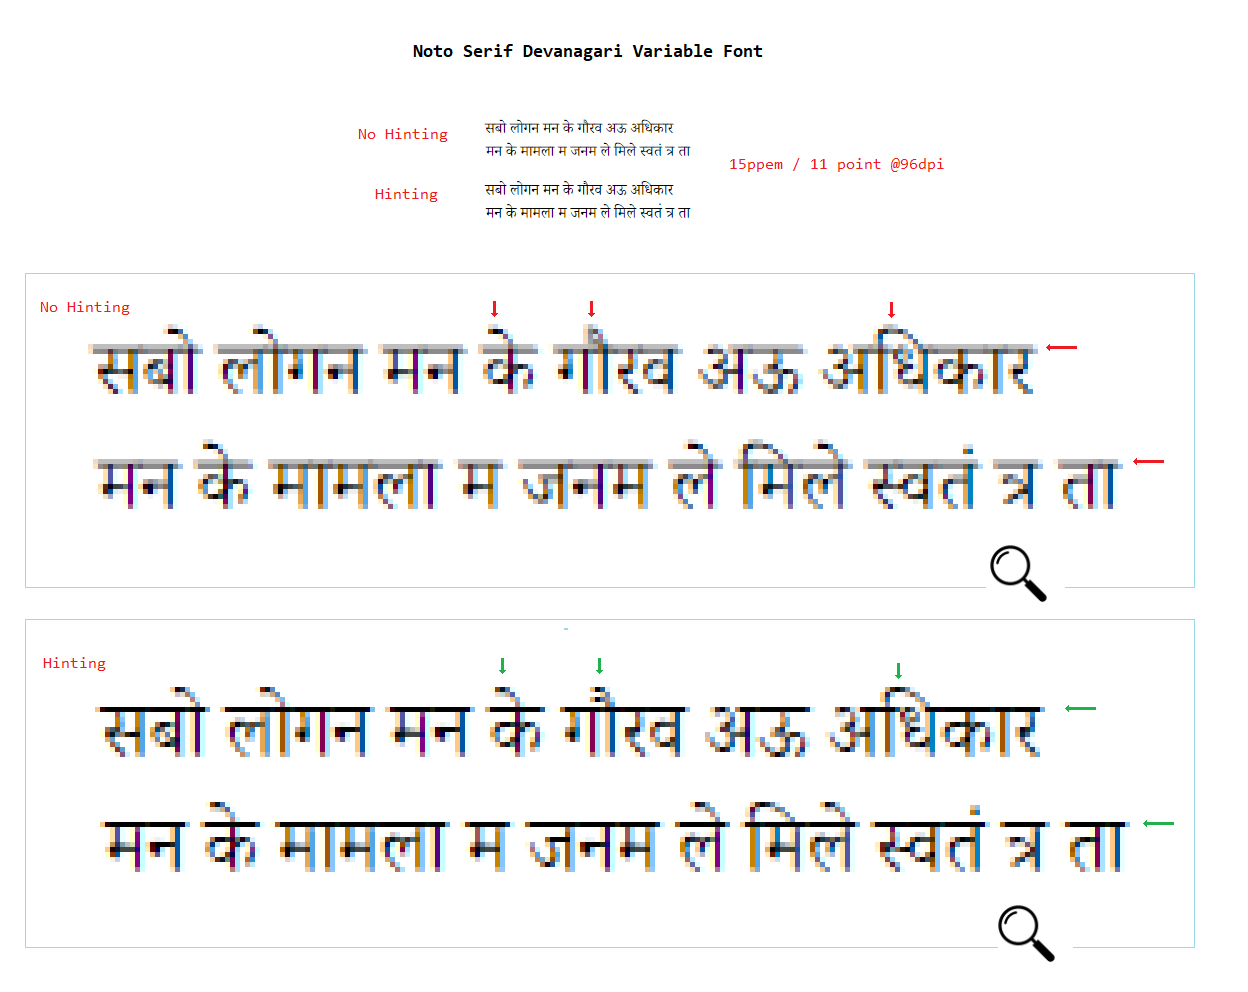 Noto Serif Devanagari Variable Font
No Hinting
सबो लोगन मन के गौरव अऊ अधिकार
मन के मामला म जनम ले मिले स्वतं त्र ता
15ppem / 11 point @96dpi
Hinting
सबो लोगन मन के गौरव अऊ अधिकार
मन के मामला म जनम ले मिले स्वतं त्र ता
No Hinting
सबो लोगन मन के गौरव अऊ अधिकार
मन के मामला म जनम ले मिले स्वतं त्र ता
Hinting
सबो लोगन मन के गौरव अऊ अधिकार
मन के मामला म जनम ले मिले स्वतं त्र ता